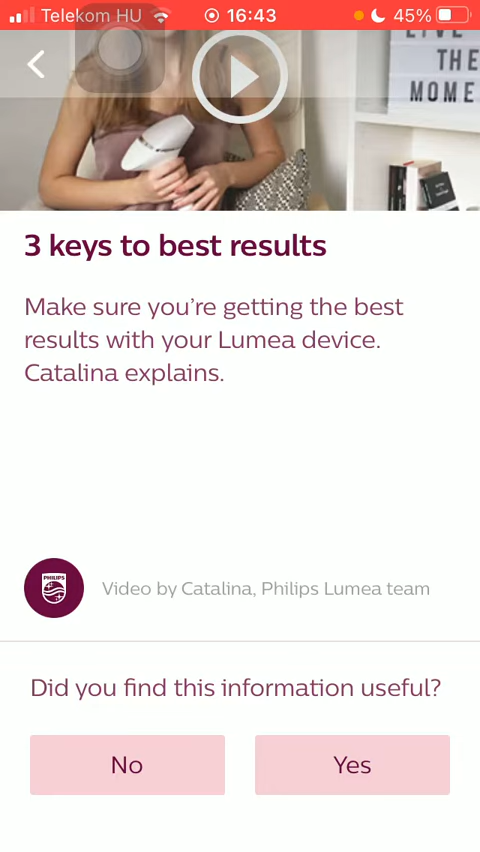 Telekom HU 16:43 45%
THE
MOME
3 keys to best results
Make sure you're getting the best
results with your Lumea device.
Catalina explains.
PHILIPS
Video by Catalina, Philips Lumea team
Did you find this information useful?
No Yes